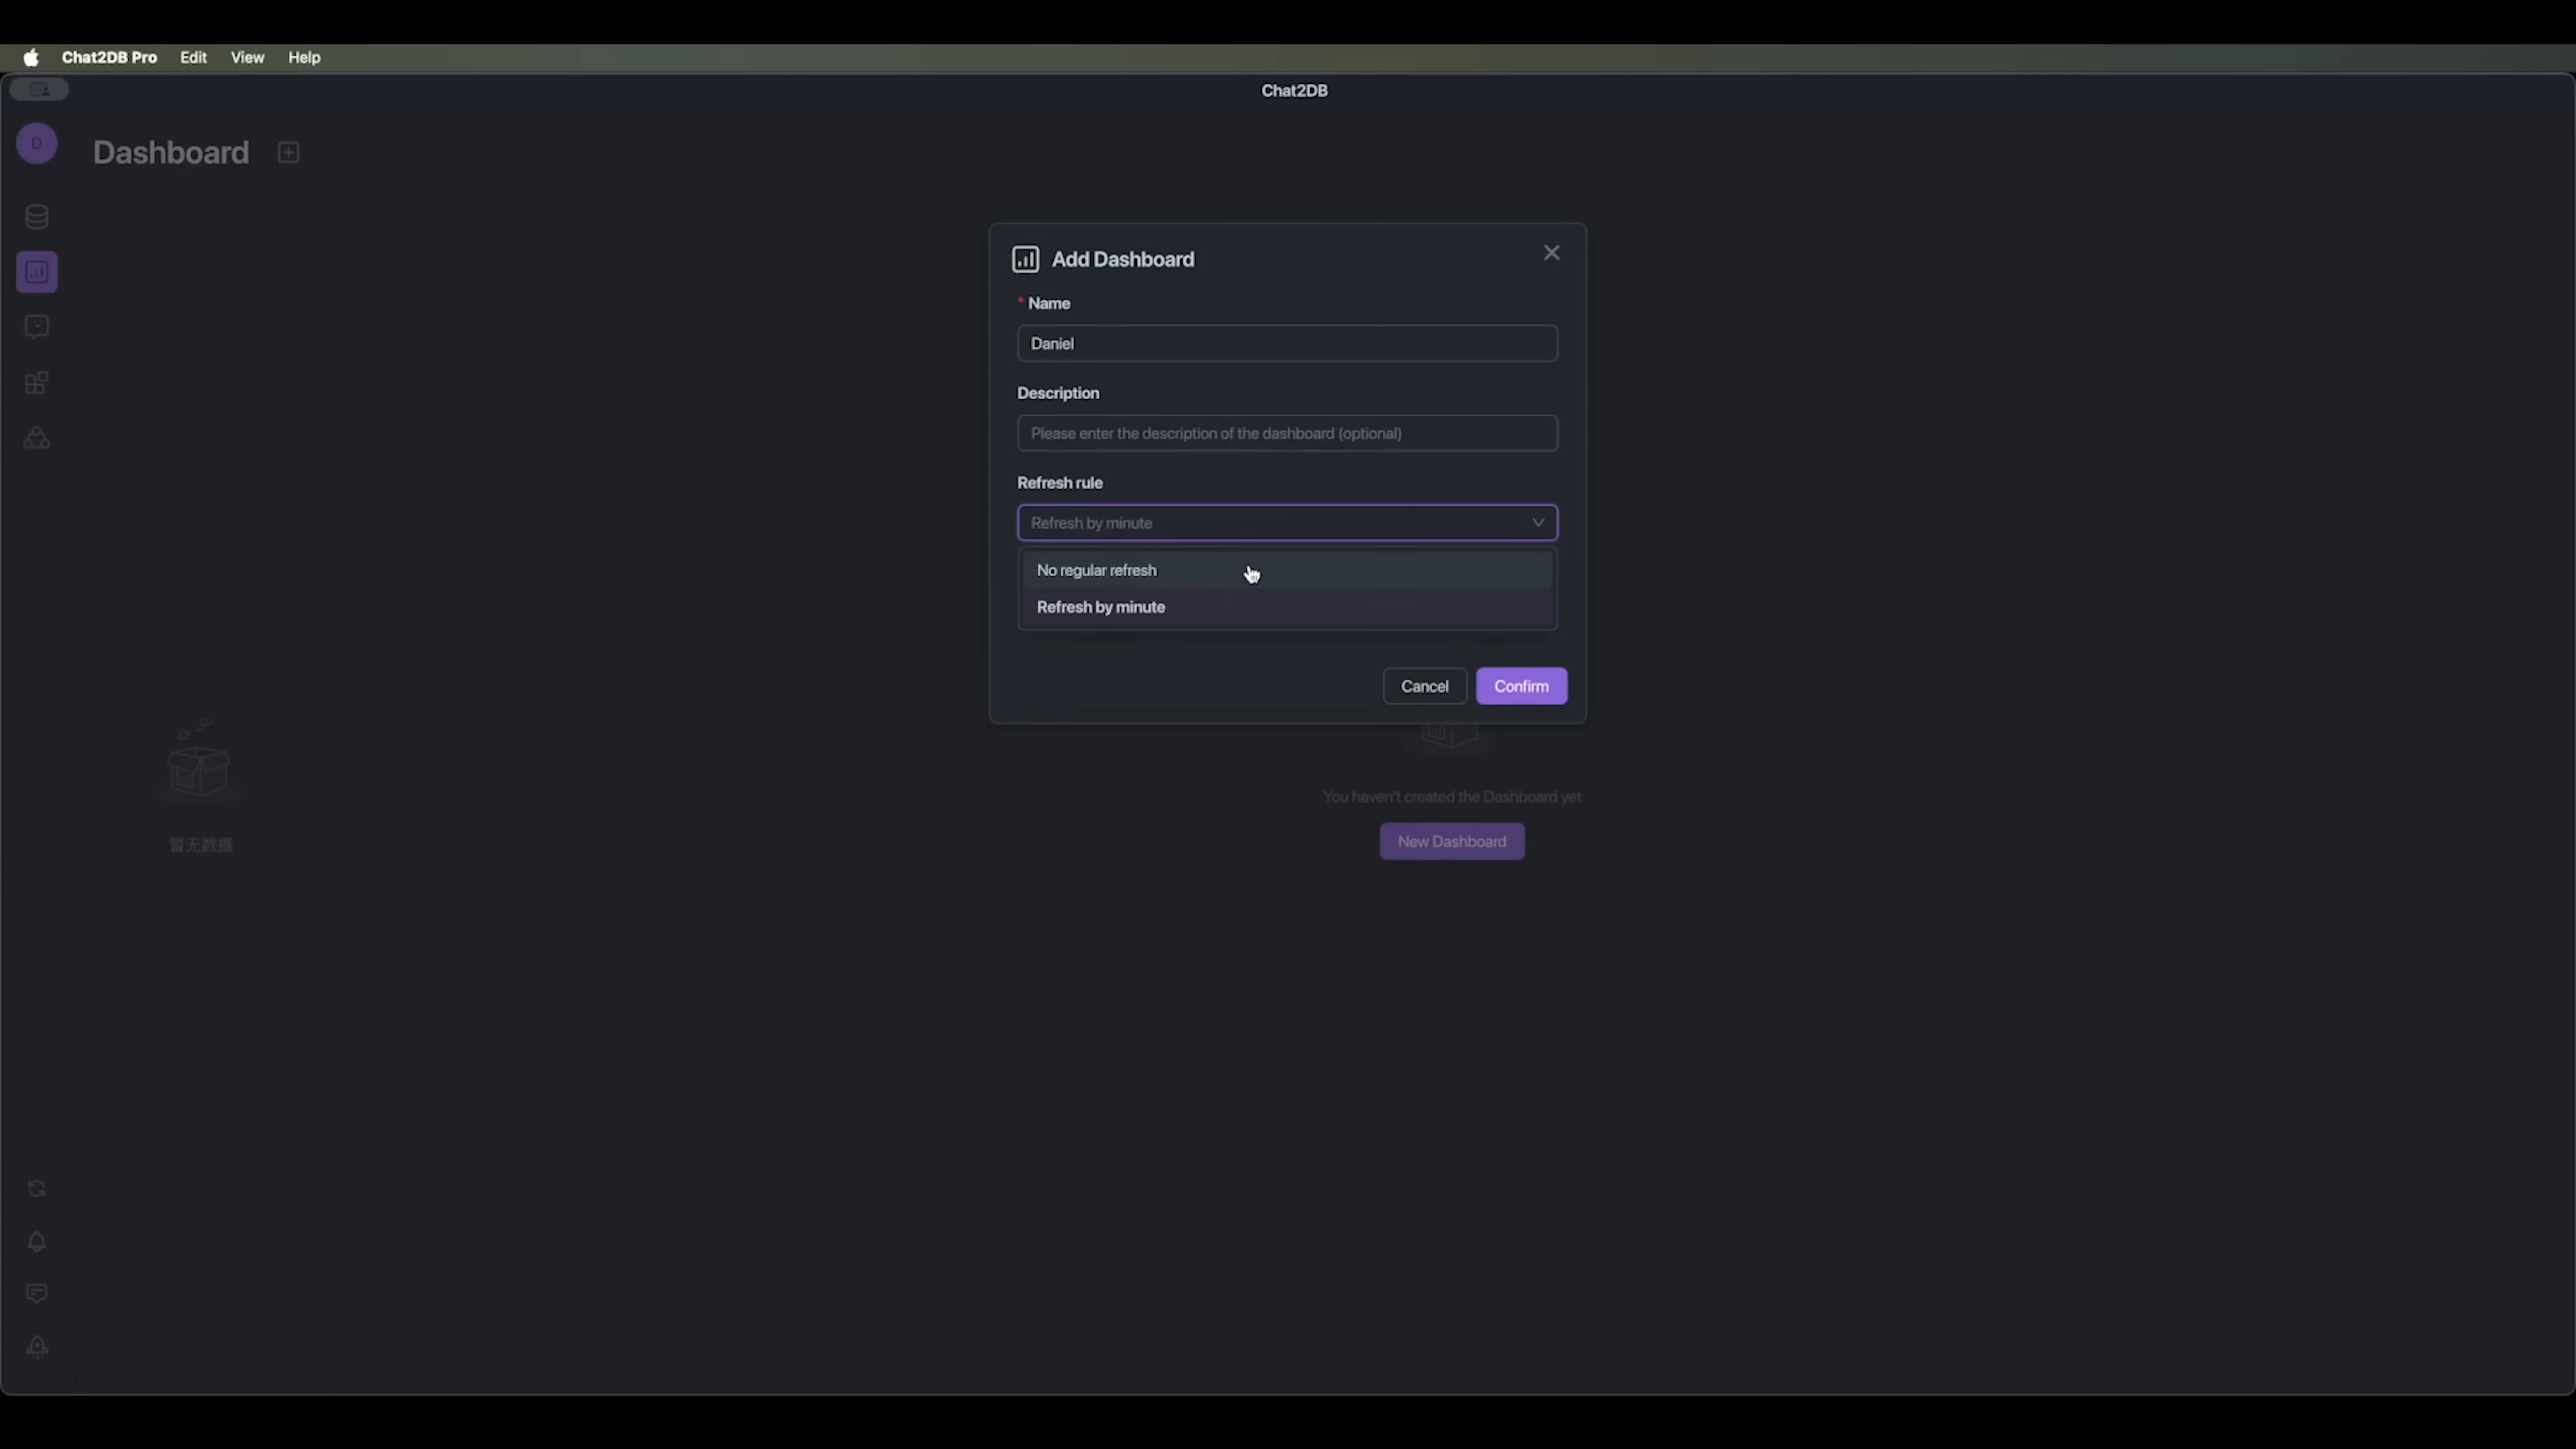 Chat2DB Pro Edit View Help
Chat2DB
D
Dashboard
Add Dashboard
* Name
Daniel
Description
Please enter the description of the dashboard (optional)
Refresh rule
Refresh by minute
No regular refresh
Refresh by minute
Cancel Confirm
You haven't created the Dashboard yet
New Dashboard
暂无数据